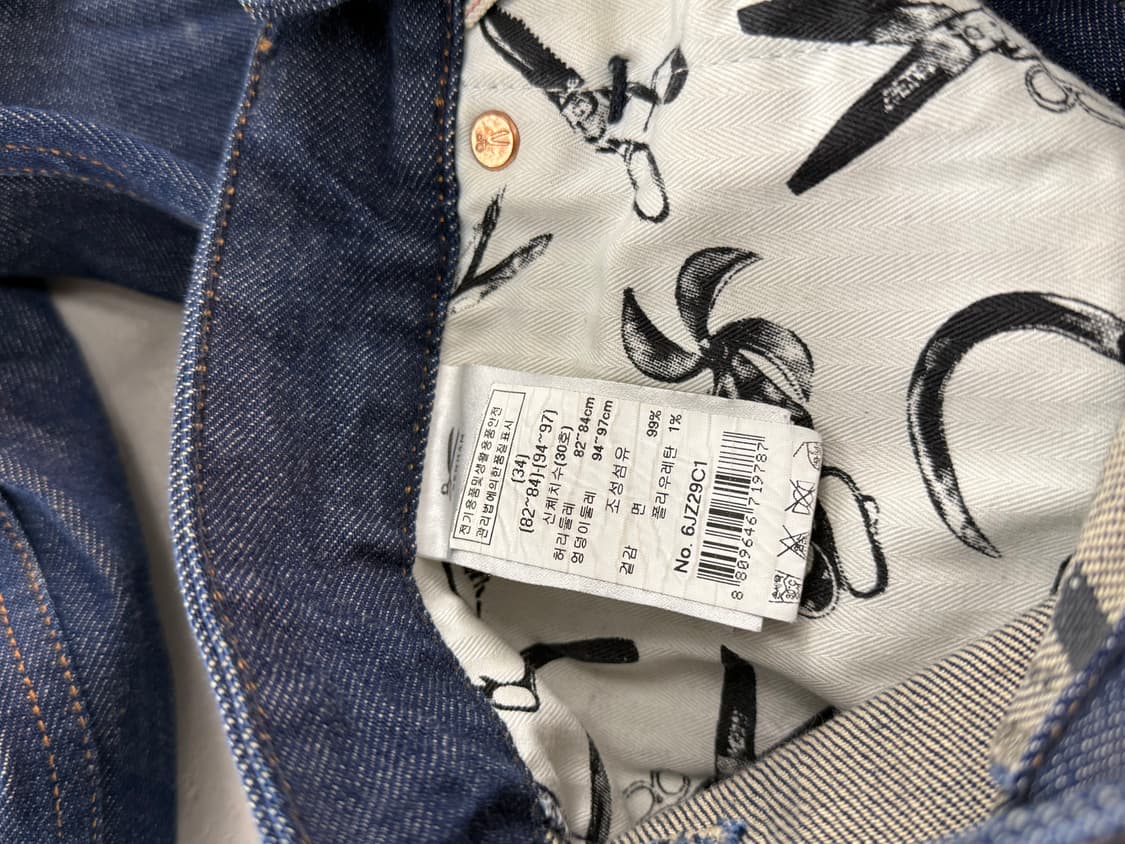 전기용품및생활용품안전
관리법에의한품질표시
(34)
(82~84)-(94~97)
신체치수(30호)
허리둘레 82~84cm
엉덩이둘레 94~97cm
조성섬유
겉감 면 99%
폴리우레탄 1%
No. 6JZ29C1
8 809646 719787